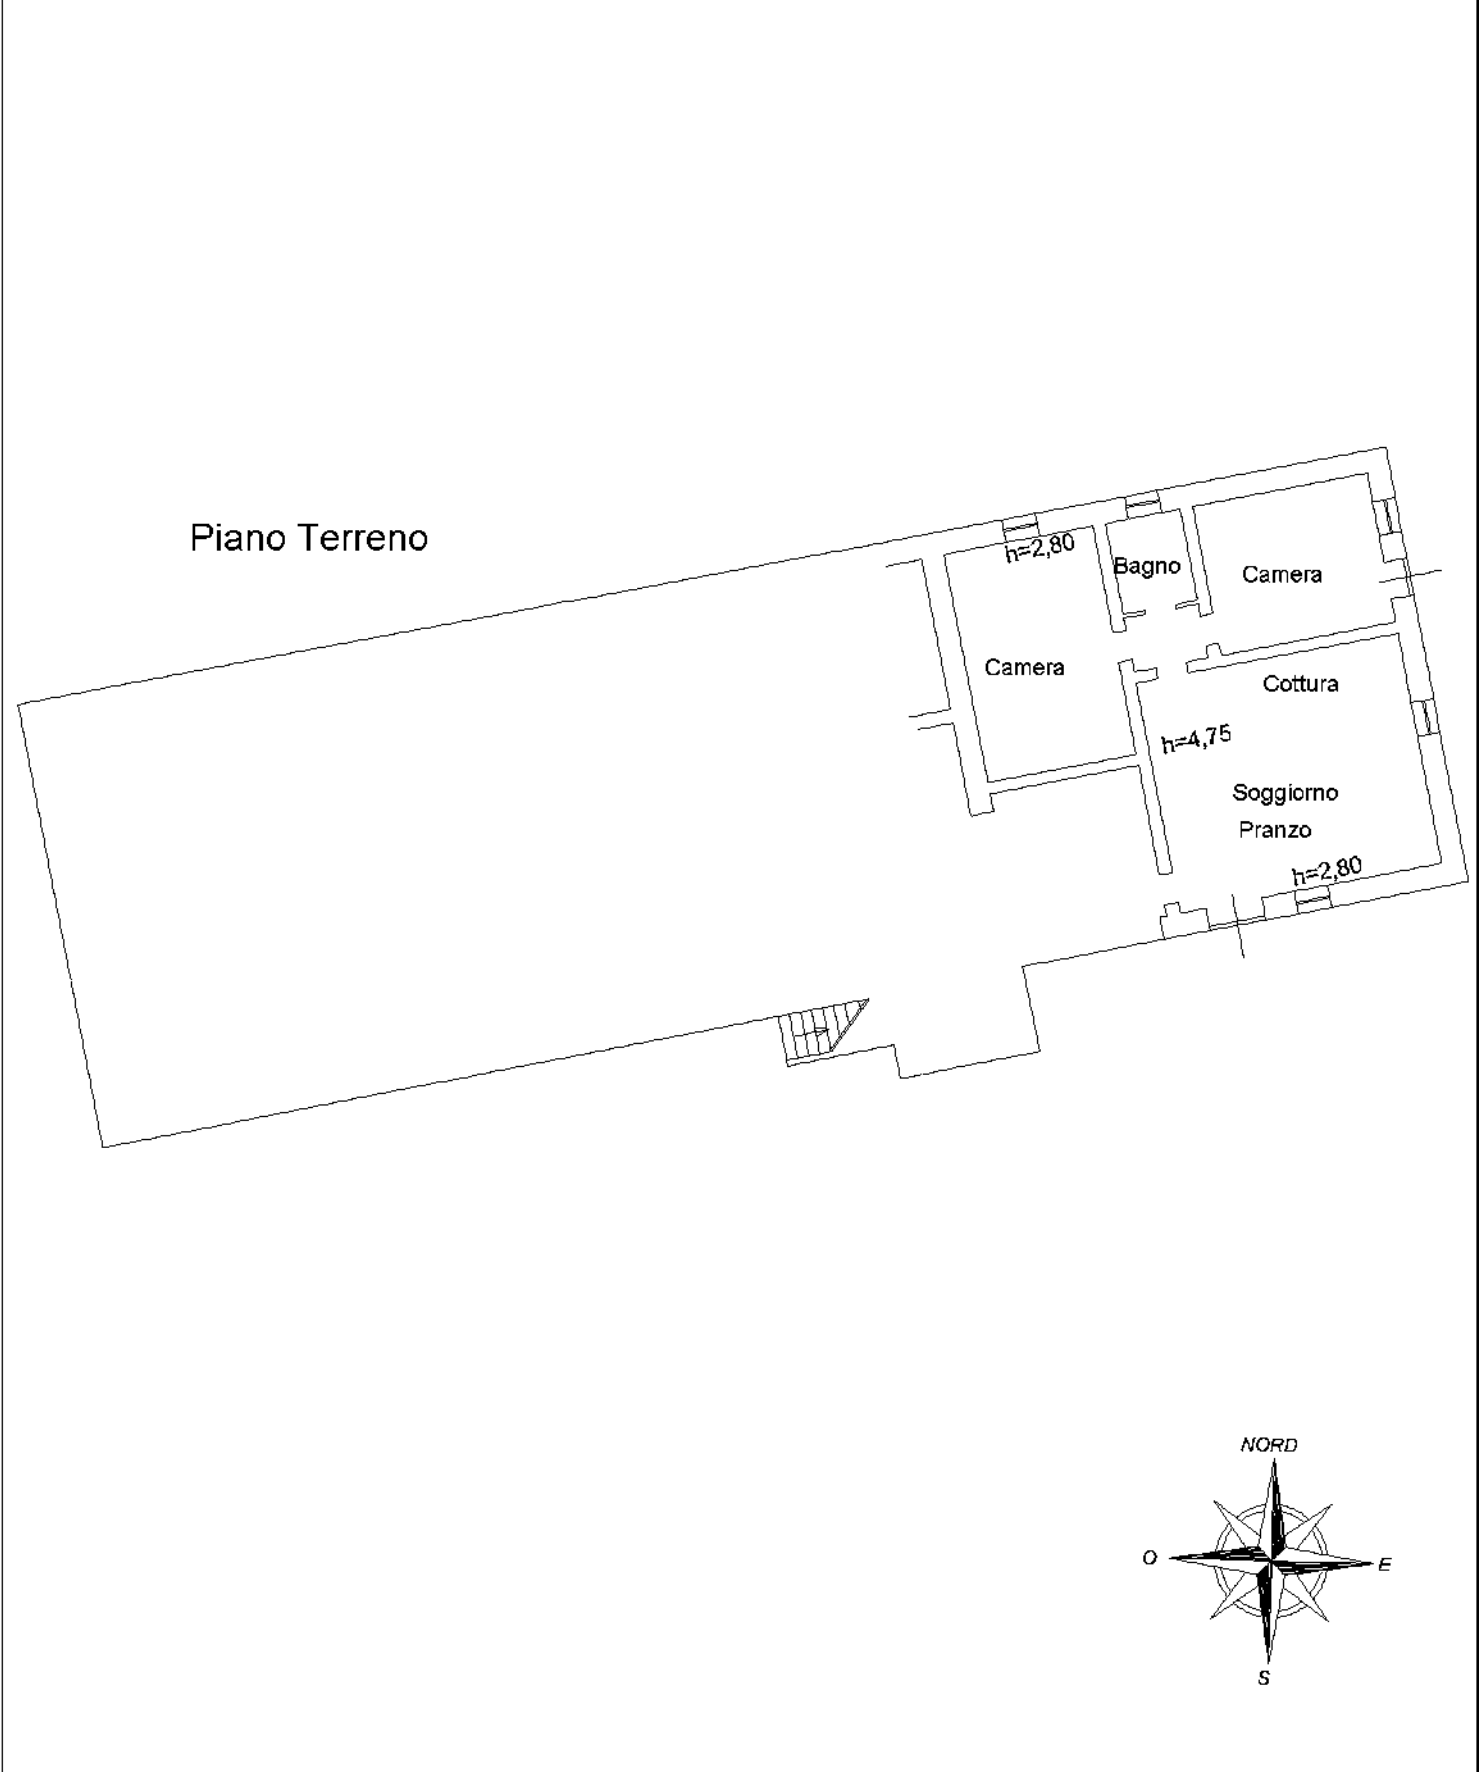 Piano Terreno
h=2,80
Bagno
Camera
Camera
Cottura
h=4,75
Soggiorno
Pranzo
h=2,80
NORD
O
E
S